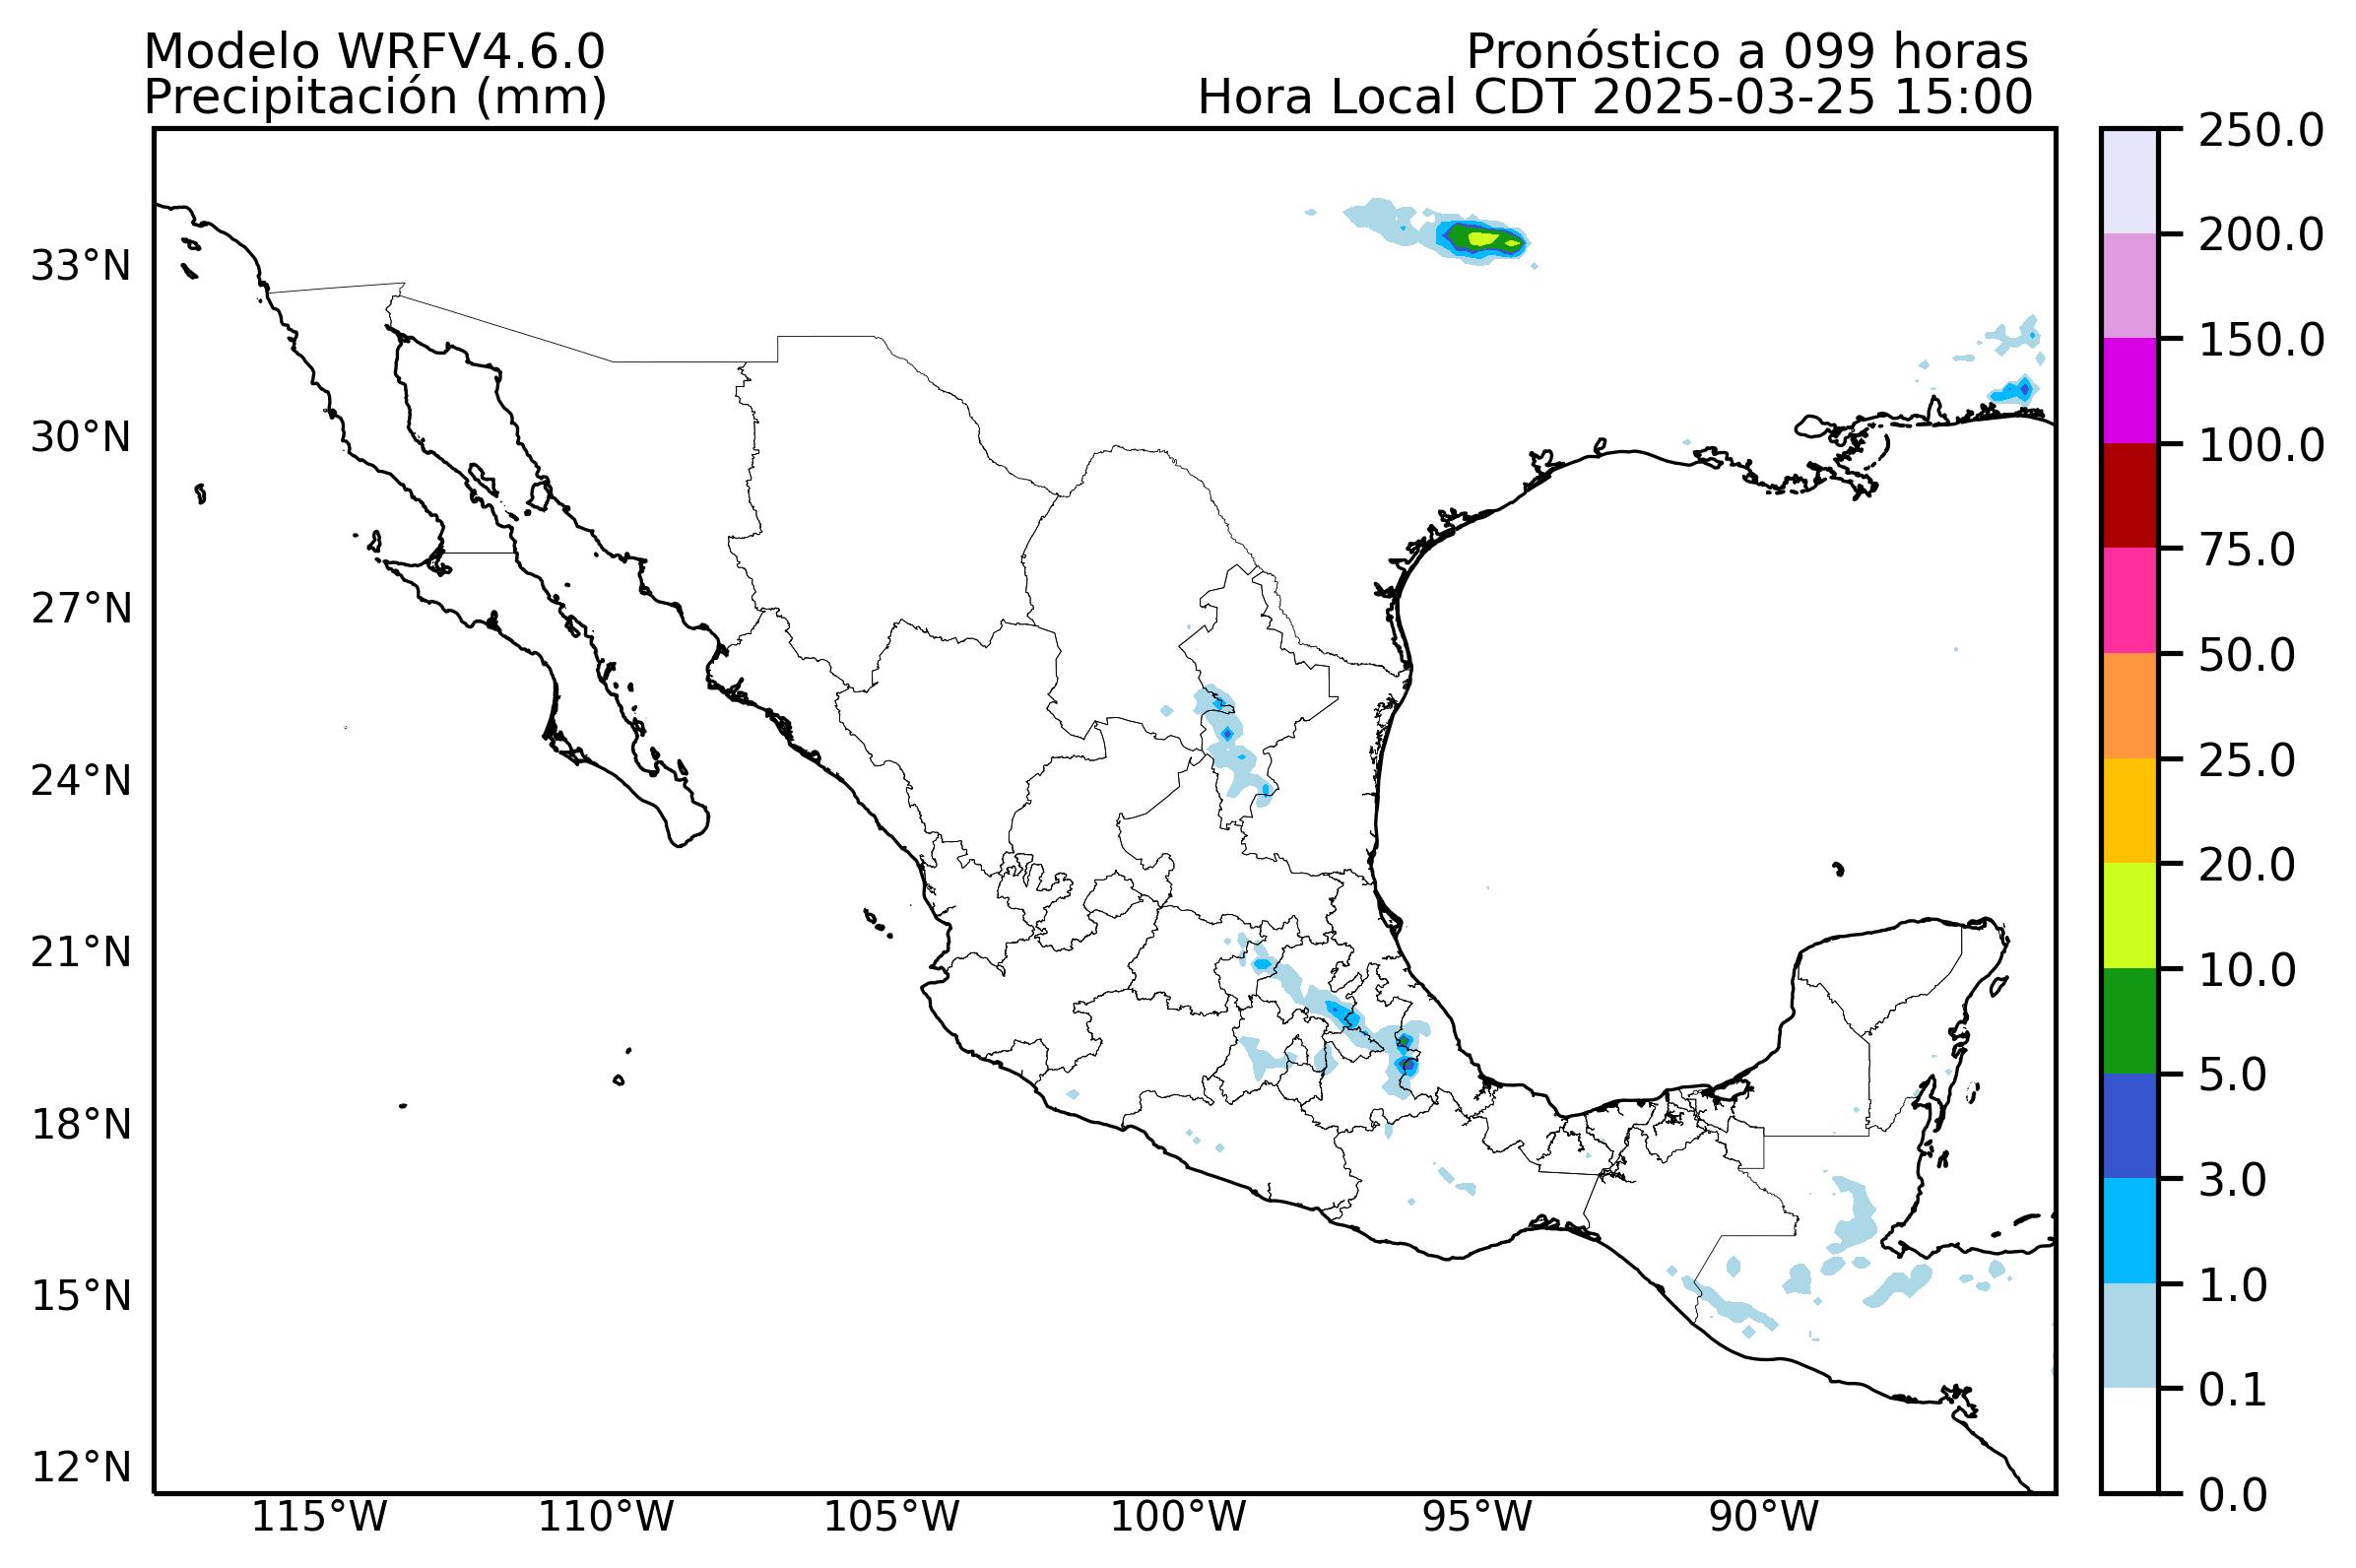 Modelo WRFV4.6.0
Precipitación (mm)
Pronóstico a 099 horas
Hora Local CDT 2025-03-25 15:00
33°N
30°N
27°N
24°N
21°N
18°N
15°N
12°N
115°W
110°W
105°W
100°W
95°W
90°W
250.0
200.0
150.0
100.0
75.0
50.0
25.0
20.0
10.0
5.0
3.0
1.0
0.1
0.0